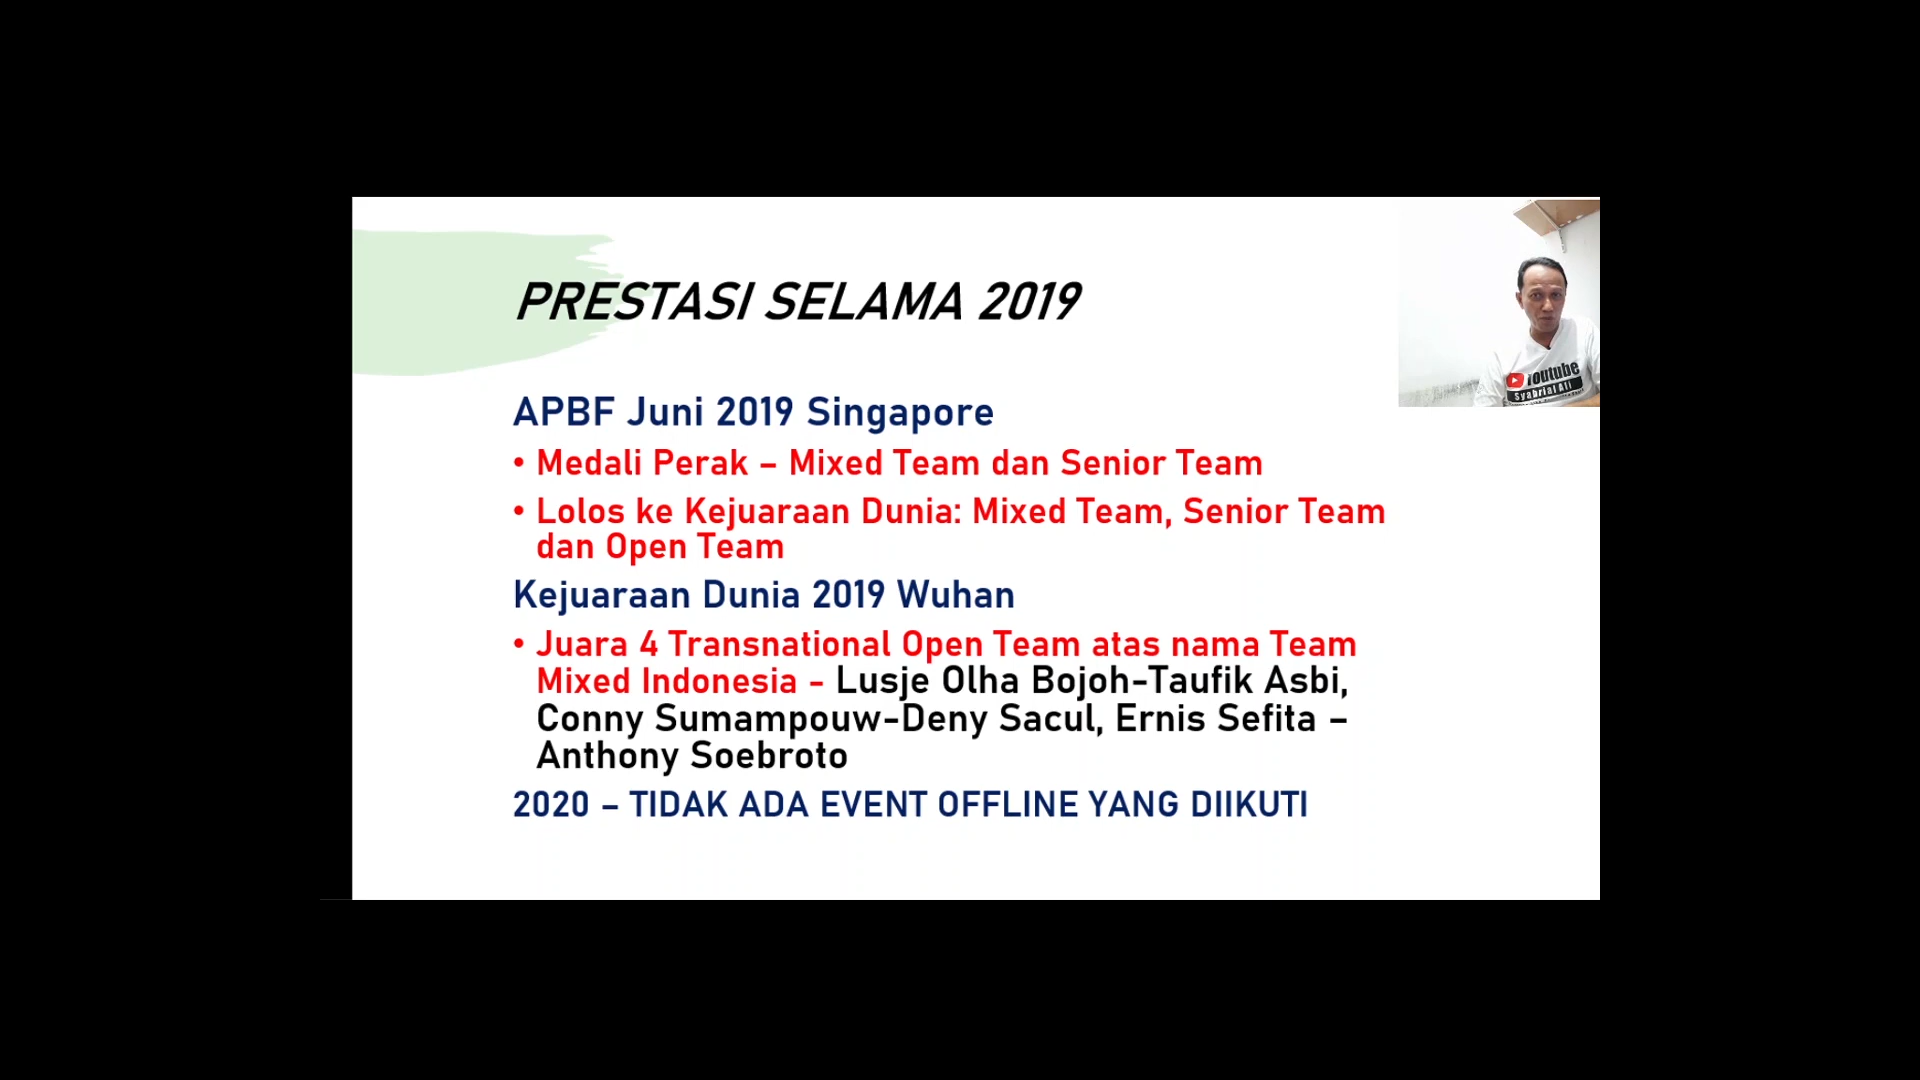 PRESTASI SELAMA 2019
APBF Juni 2019 Singapore
• Medali Perak – Mixed Team dan Senior Team
• Lolos ke Kejuaraan Dunia: Mixed Team, Senior Team
dan Open Team
Kejuaraan Dunia 2019 Wuhan
• Juara 4 Transnational Open Team atas nama Team
Mixed Indonesia - Lusje Olha Bojoh-Taufik Asbi,
Conny Sumampouw-Deny Sacul, Ernis Sefita –
Anthony Soebroto
2020 – TIDAK ADA EVENT OFFLINE YANG DIIKUTI
Youtube
Syahrial Ali